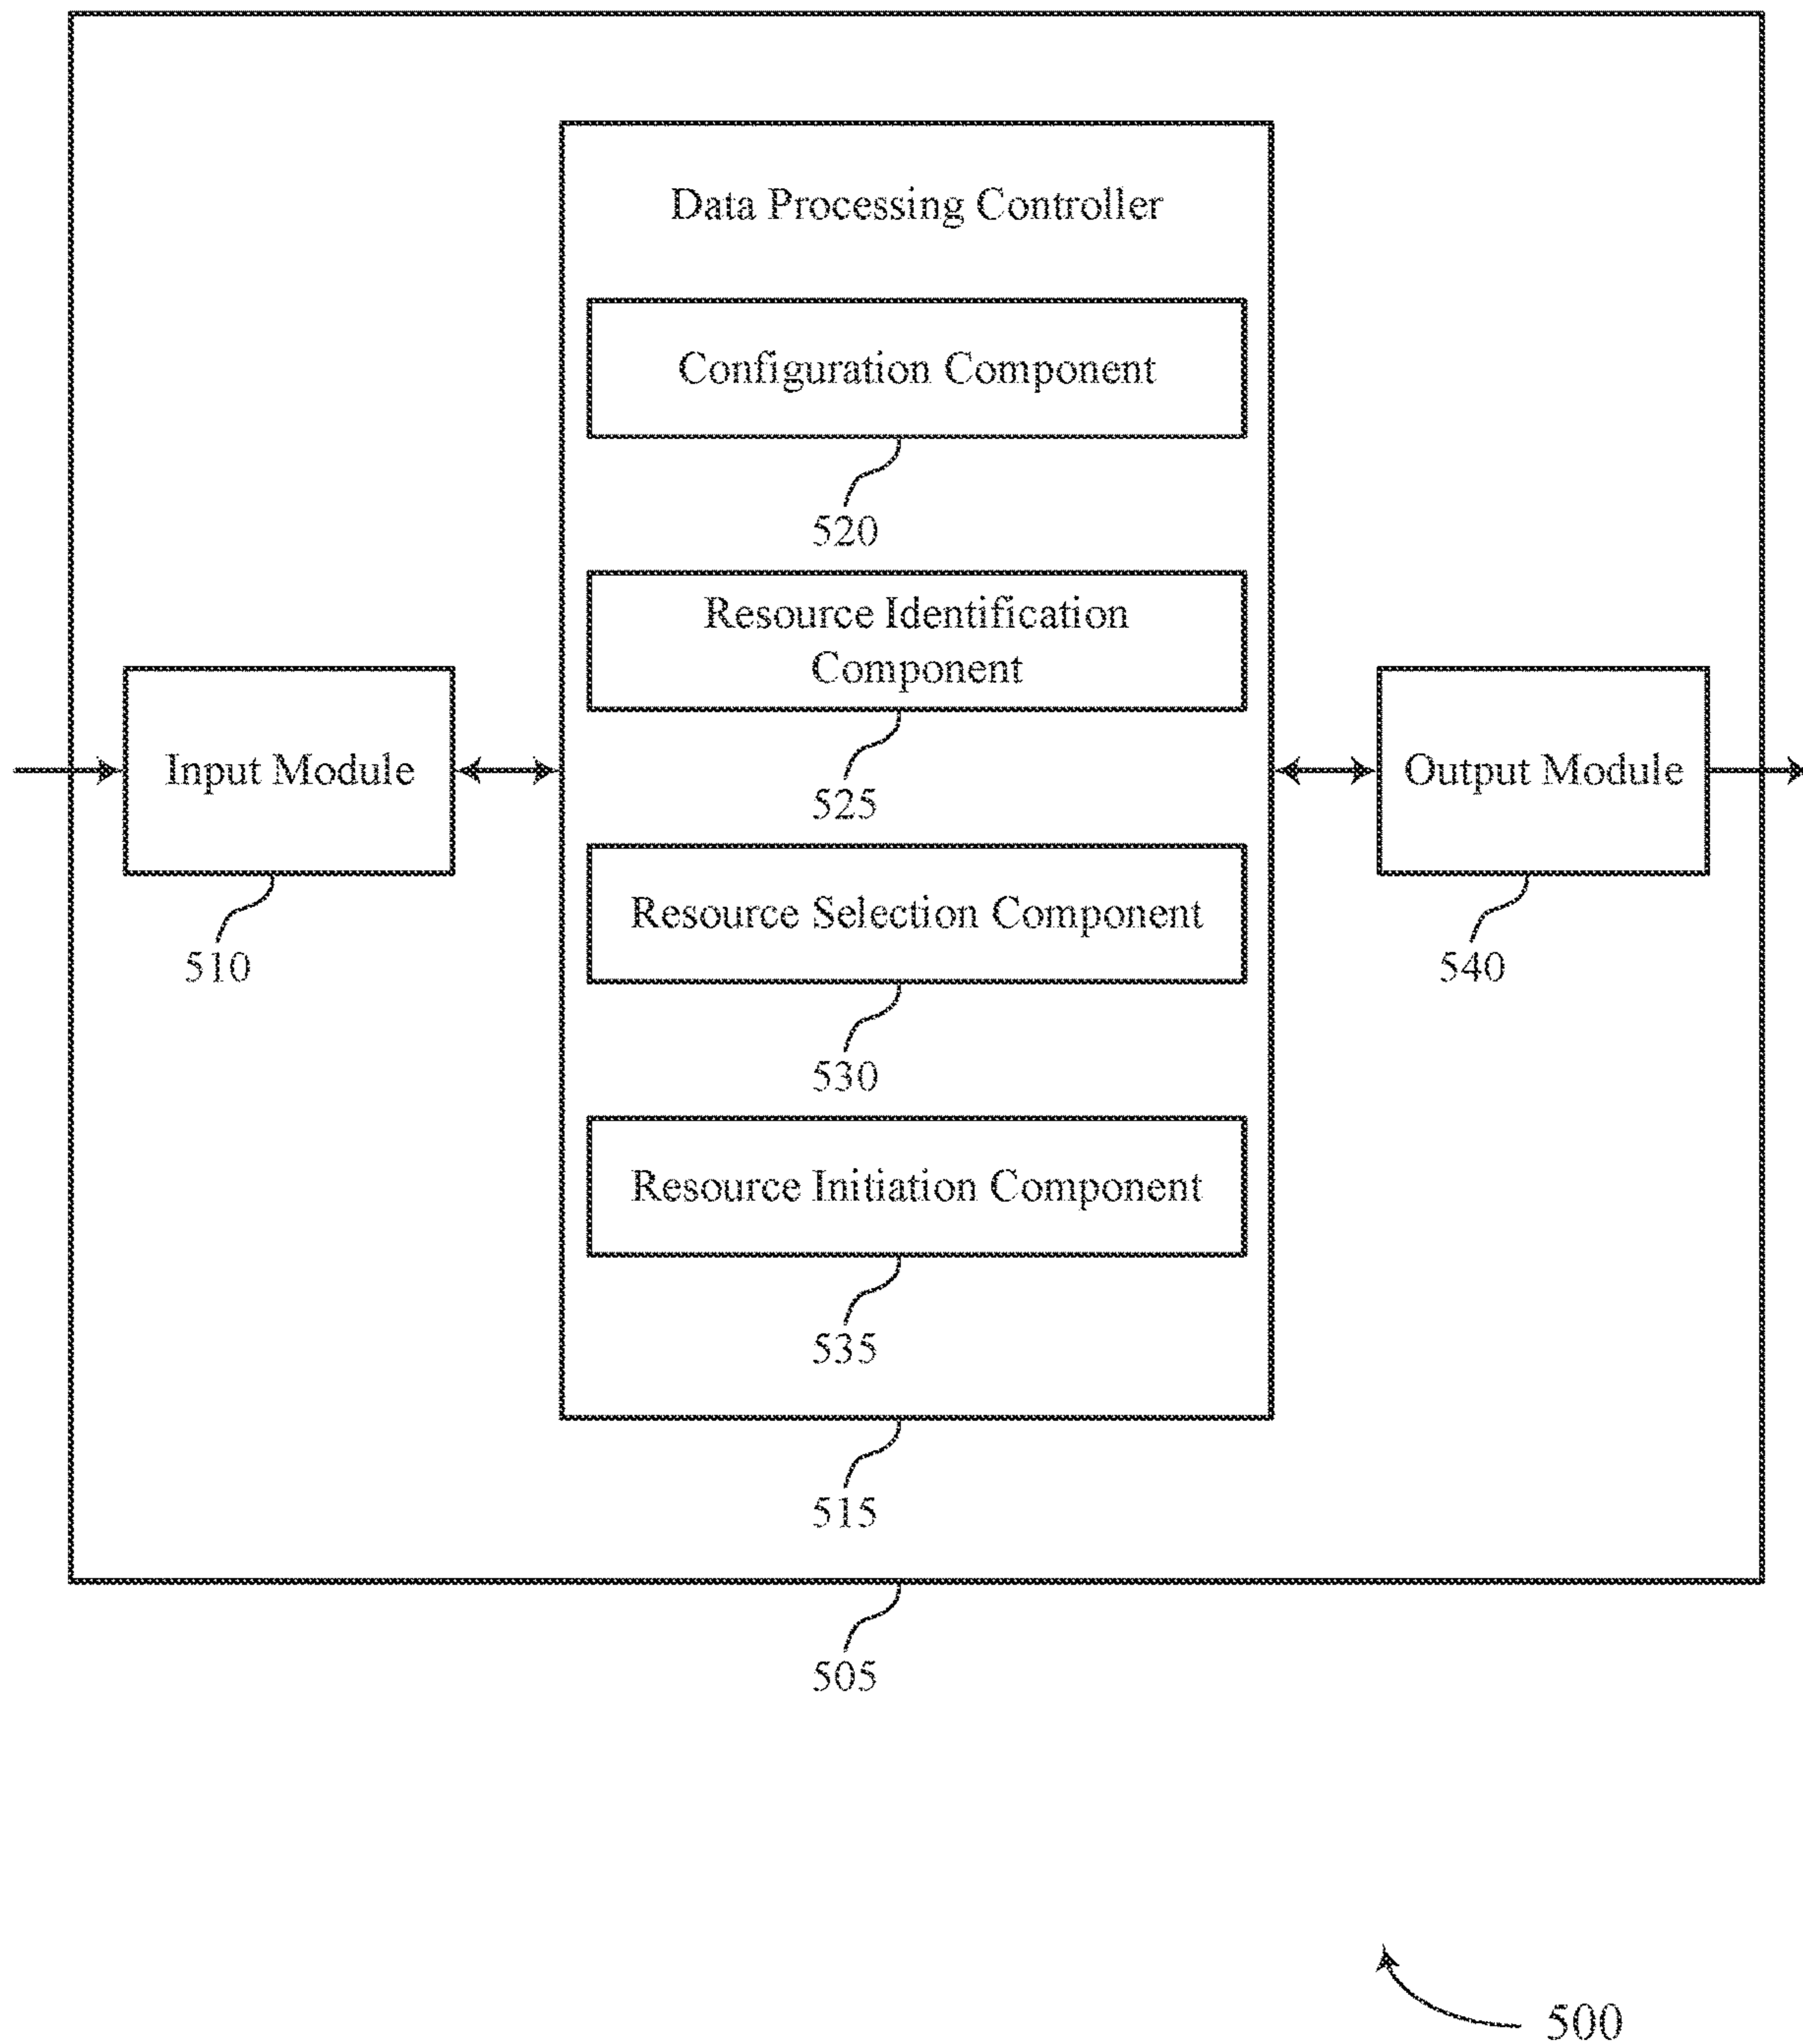 Data Processing Controller
Configuration Component
520
Resource Identification
Component
525
Input Module
510
Output Module
540
Resource Selection Component
530
Resource Initiation Component
535
515
505
500